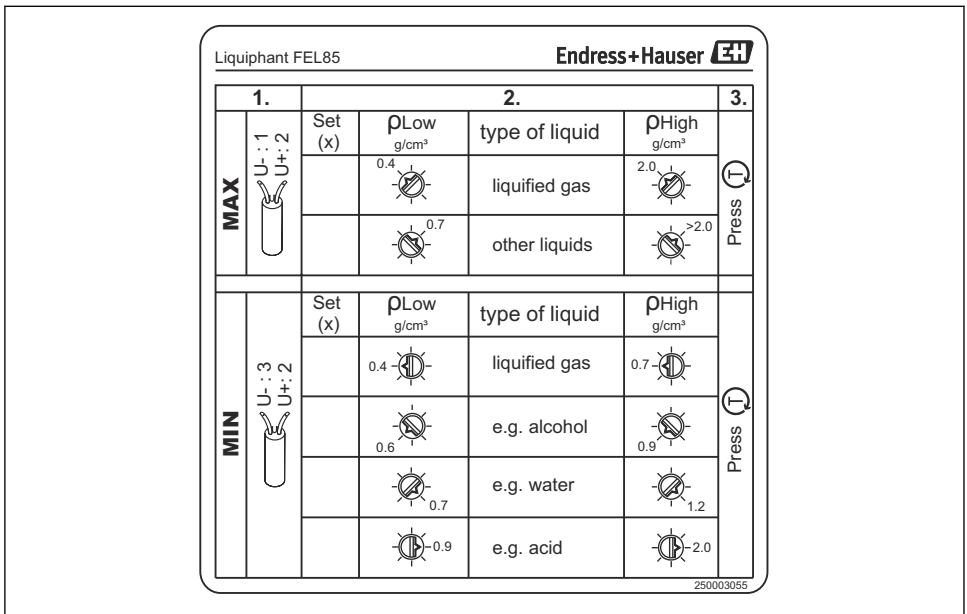 Liquiphant FEL85
Endress+Hauser EH
1. 2. 3.
MAX
U- : 1
U+: 2
Set (x) ρLow g/cm³ type of liquid ρHigh g/cm³
0.4 liquified gas 2.0
0.7 other liquids >2.0
Press T
MIN
U- : 3
U+: 2
Set (x) ρLow g/cm³ type of liquid ρHigh g/cm³
0.4 liquified gas 0.7
0.6 e.g. alcohol 0.9
0.7 e.g. water 1.2
0.9 e.g. acid 2.0
Press T
250003055